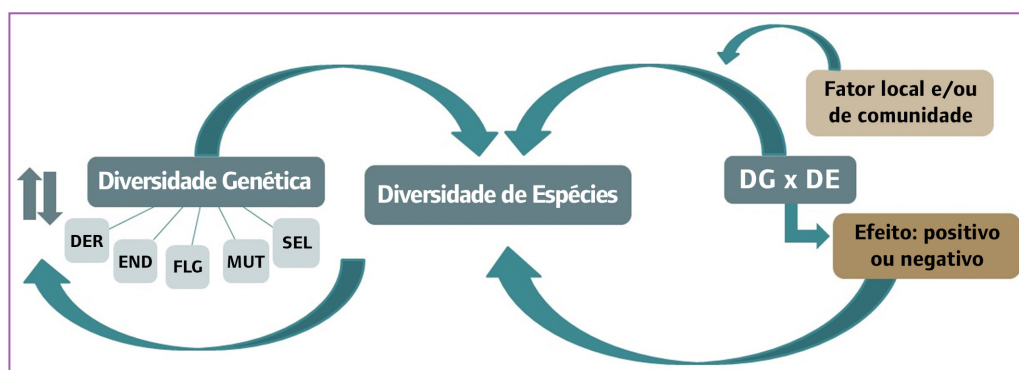 Fator local e/ou
de comunidade
Diversidade Genética
Diversidade de Espécies
DG x DE
DER
END
FLG
MUT
SEL
Efeito: positivo
ou negativo